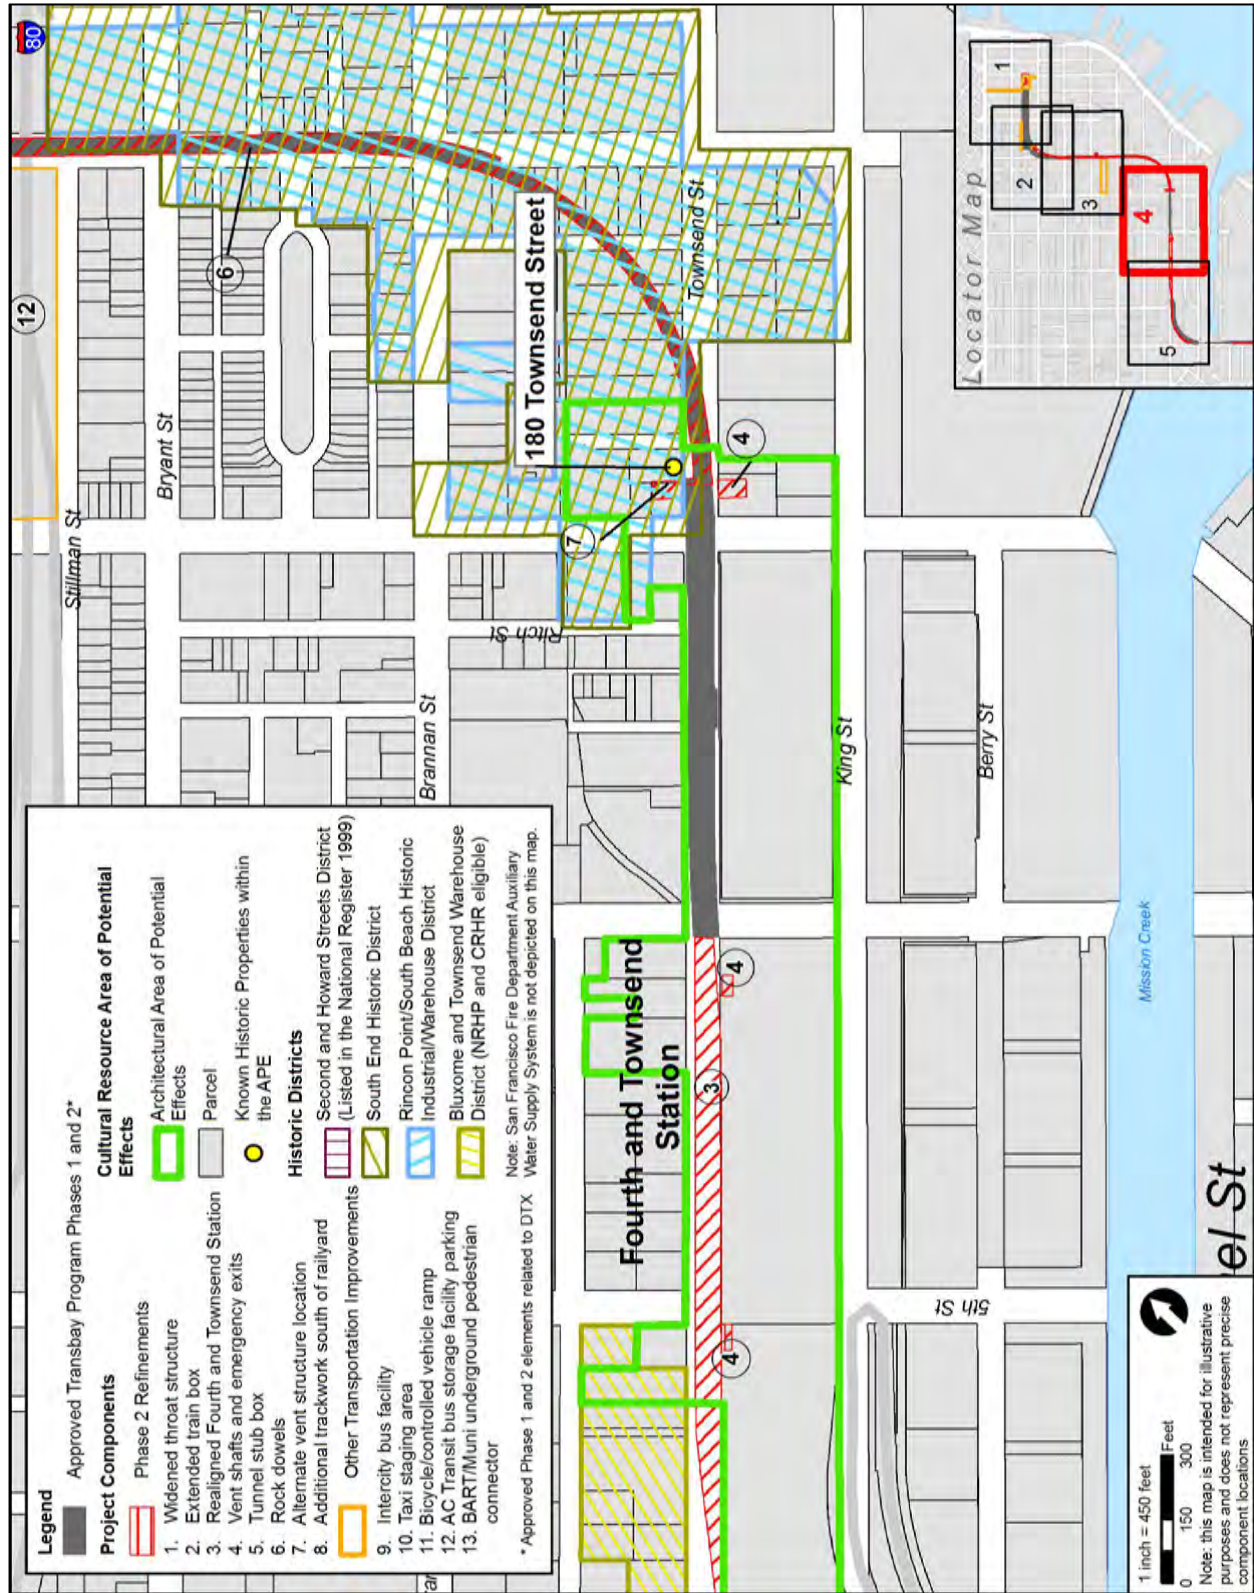 Legend
Approved Transbay Program Phases 1 and 2*
Project Components
Phase 2 Refinements
1. Widened throat structure
2. Extended train box
3. Realigned Fourth and Townsend Station
4. Vent shafts and emergency exits
5. Tunnel stub box
6. Rock dowels
7. Alternate vent structure location
8. Additional trackwork south of railyard
Other Transportation Improvements
9. Intercity bus facility
10. Taxi staging area
11. Bicycle/controlled vehicle ramp
12. AC Transit bus storage facility parking
13. BART/Muni underground pedestrian
connector
* Approved Phase 1 and 2 elements related to DTX
Cultural Resource Area of Potential
Effects
Architectural Area of Potential
Effects
Parcel
Known Historic Properties within
the APE
Historic Districts
Second and Howard Streets District
(Listed in the National Register 1999)
South End Historic District
Rincon Point/South Beach Historic
Industrial/Warehouse District
Bluxome and Townsend Warehouse
District (NRHP and CRHR eligible)
Note: San Francisco Fire Department Auxiliary
Water Supply System is not depicted on this map.
80
12
6
Stillman St
Bryant St
Brannan St
Ritch St
180 Townsend Street
Townsend St
7
4
Fourth and Townsend
Station
4
3
4
King St
Berry St
5th St
Mission Creek
el St
Locator Map
1
2
3
4
5
1 inch = 450 feet
0 150 300
Feet
Note: this map is intended for illustrative
purposes and does not represent precise
component locations